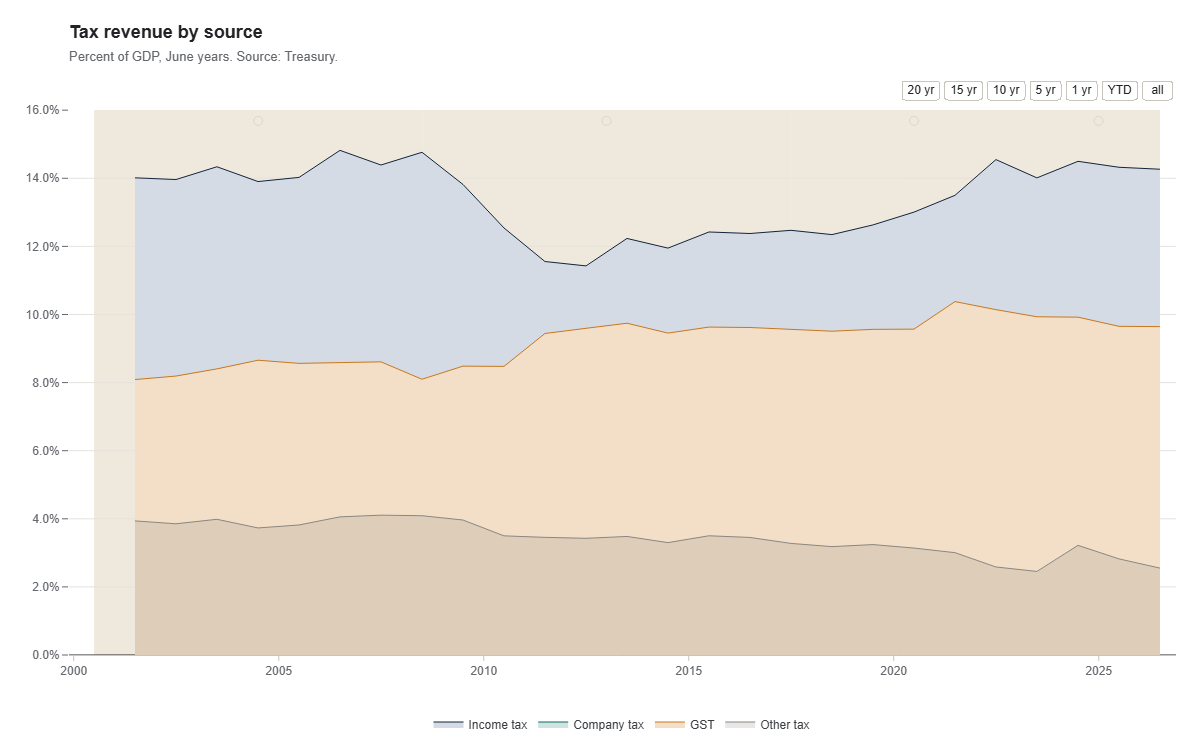 Tax revenue by source
Percent of GDP, June years. Source: Treasury.
20 yr 15 yr 10 yr 5 yr 1 yr YTD all
16.0%
14.0%
12.0%
10.0%
8.0%
6.0%
4.0%
2.0%
0.0%
2000 2005 2010 2015 2020 2025
Income tax Company tax GST Other tax